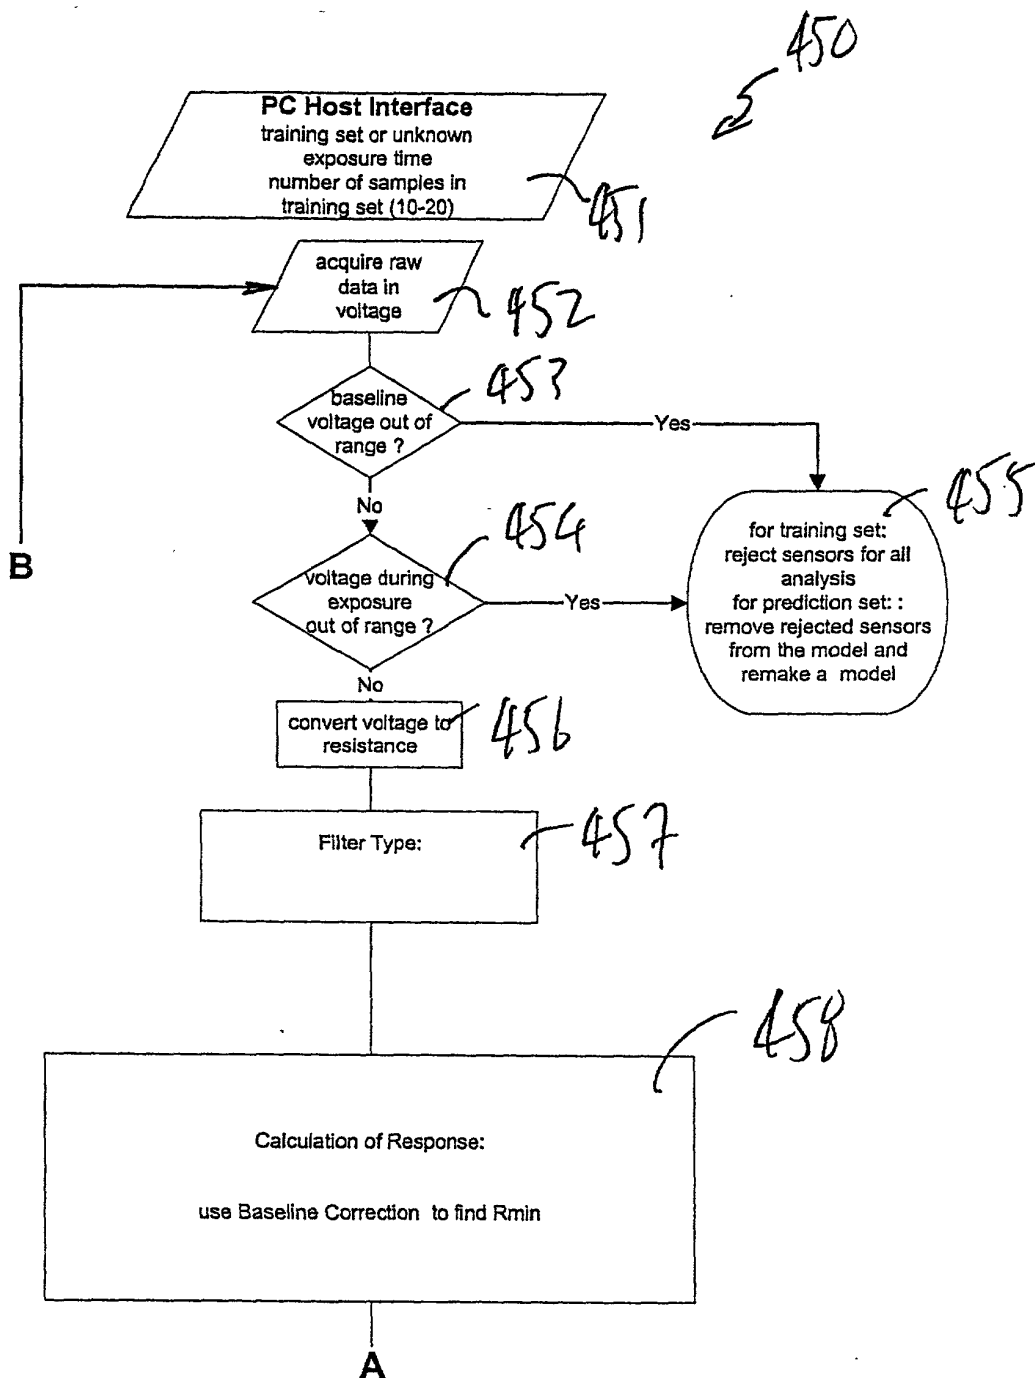 450
PC Host Interface
training set or unknown
exposure time
number of samples in
training set (10-20)
451
acquire raw
data in
voltage
452
453
baseline
voltage out of
range ?
Yes
No
455
454
B
for training set:
reject sensors for all
analysis
for prediction set: :
remove rejected sensors
from the model and
remake a model
voltage during
exposure
out of range ?
Yes
No
convert voltage to
resistance
456
Filter Type:
457
458
Calculation of Response:
use Baseline Correction to find Rmin
A